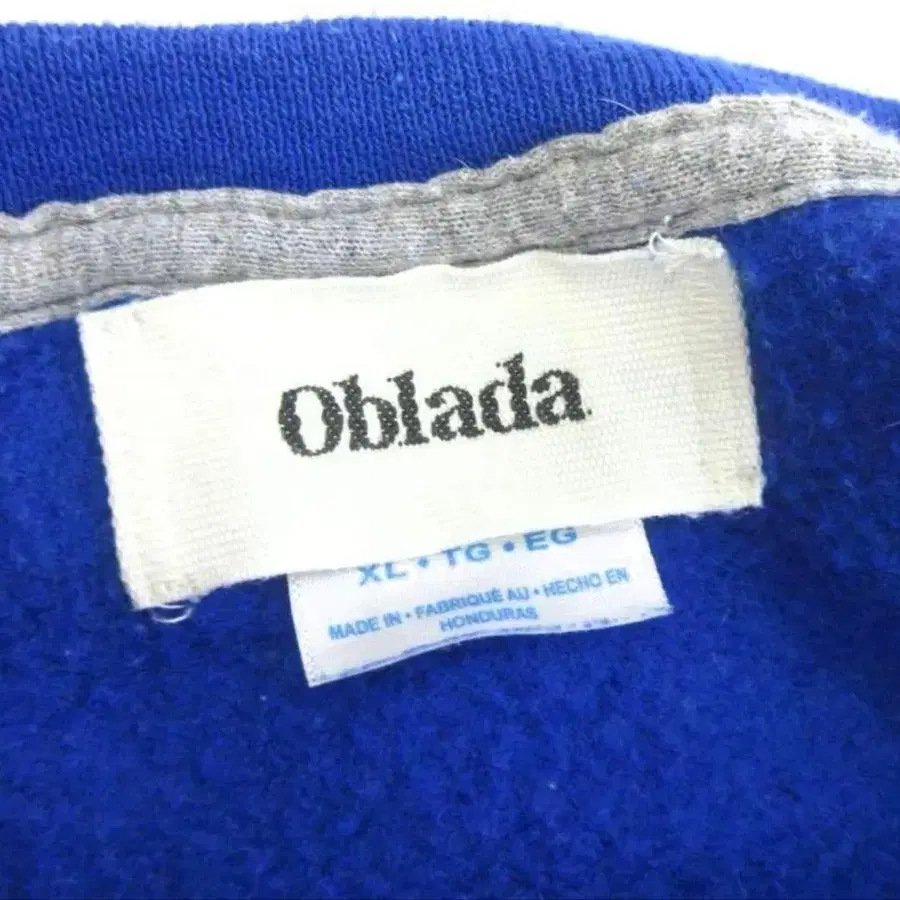 Oblada
XL • TG • EG
MADE IN • FABRIQUÉ AU • HECHO EN
HONDURAS